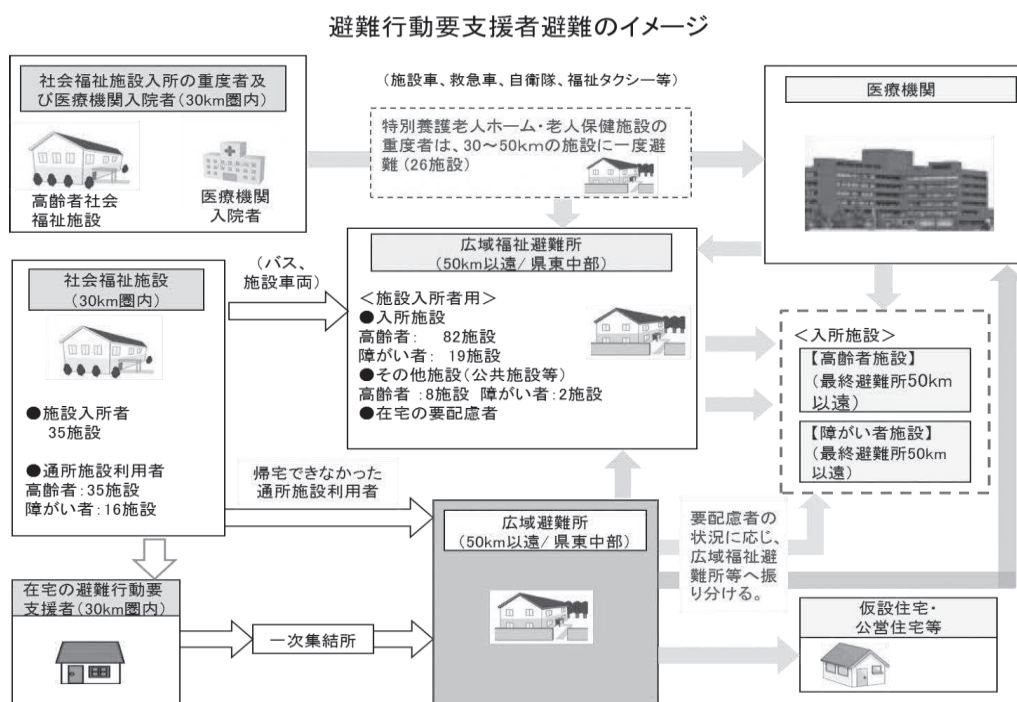 避難行動要支援者避難のイメージ
社会福祉施設入所の重度者及
び医療機関入院者(30km圏内)
高齢者社会
福祉施設
医療機関
入院者
(施設車、救急車、自衛隊、福祉タクシー等)
特別養護老人ホーム・老人保健施設の
重度者は、30～50kmの施設に一度避
難(26施設)
医療機関
社会福祉施設
(30km圏内)
●施設入所者
35施設
●通所施設利用者
高齢者:35施設
障がい者:16施設
(バス、
施設車両)
広域福祉避難所
(50km以遠/県東中部)
<施設入所者用>
●入所施設
高齢者: 82施設
障がい者: 19施設
●その他施設(公共施設等)
高齢者:8施設 障がい者:2施設
●在宅の要配慮者
<入所施設>
【高齢者施設】
(最終避難所50km
以遠)
【障がい者施設】
(最終避難所50km
以遠)
帰宅できなかった
通所施設利用者
広域避難所
(50km以遠/県東中部)
要配慮者の
状況に応じ、
広域福祉避
難所等へ振
り分ける。
在宅の避難行動要
支援者(30km圏内)
一次集結所
仮設住宅・
公営住宅等